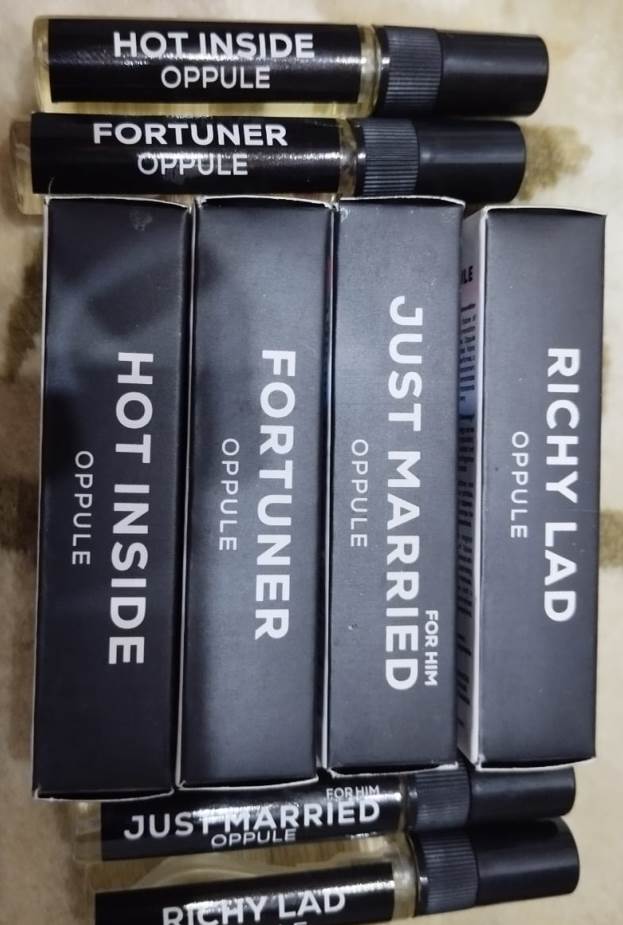 HOT INSIDE
OPPULE
FORTUNER
OPPULE
HOT INSIDE
OPPULE
FORTUNER
OPPULE
JUST MARRIED
FOR HIM
OPPULE
RICHY LAD
OPPULE
FOR HIM
JUST MARRIED
OPPULE
RICHY LAD